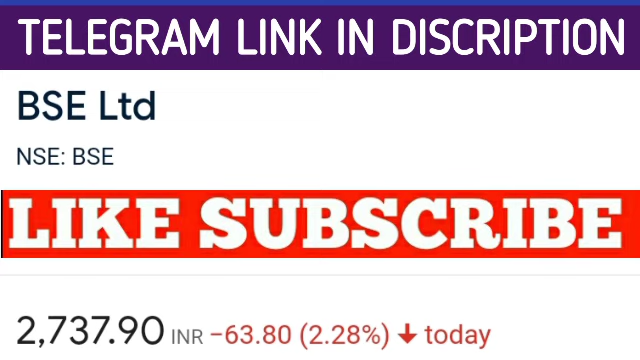 TELEGRAM LINK IN DISCRIPTION
BSE Ltd
NSE: BSE
LIKE SUBSCRIBE
2,737.90 INR −63.80 (2.28%) ↓ today